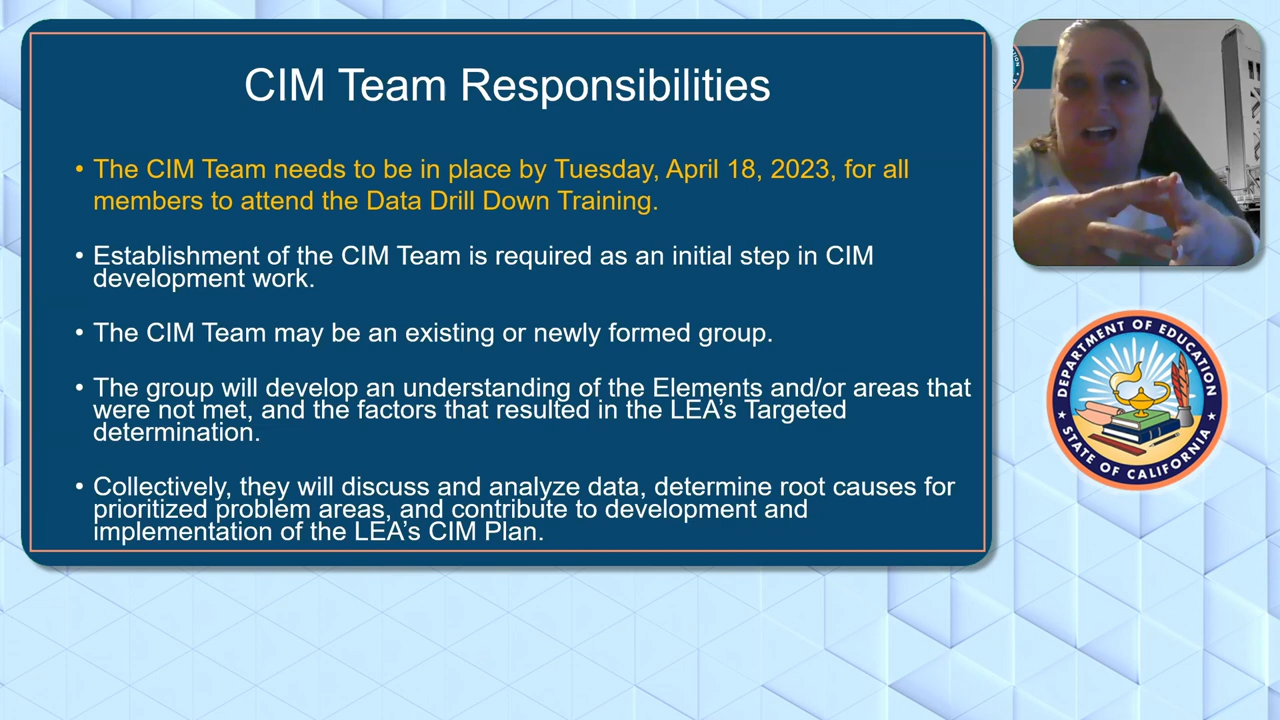 CIM Team Responsibilities
• The CIM Team needs to be in place by Tuesday, April 18, 2023, for all
members to attend the Data Drill Down Training.
• Establishment of the CIM Team is required as an initial step in CIM
development work.
• The CIM Team may be an existing or newly formed group.
• The group will develop an understanding of the Elements and/or areas that
were not met, and the factors that resulted in the LEA’s Targeted
determination.
• Collectively, they will discuss and analyze data, determine root causes for
prioritized problem areas, and contribute to development and
implementation of the LEA’s CIM Plan.
DEPARTMENT OF EDUCATION
STATE OF CALIFORNIA